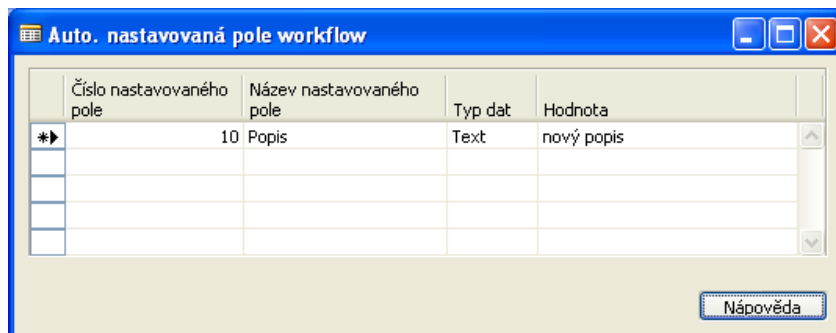 Auto. nastavovaná pole workflow
Číslo nastavovaného pole Název nastavovaného pole Typ dat Hodnota
10 Popis Text nový popis
Nápověda